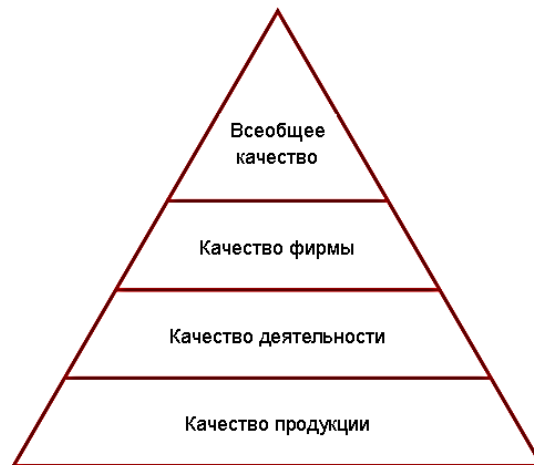 Всеобщее
качество
Качество фирмы
Качество деятельности
Качество продукции